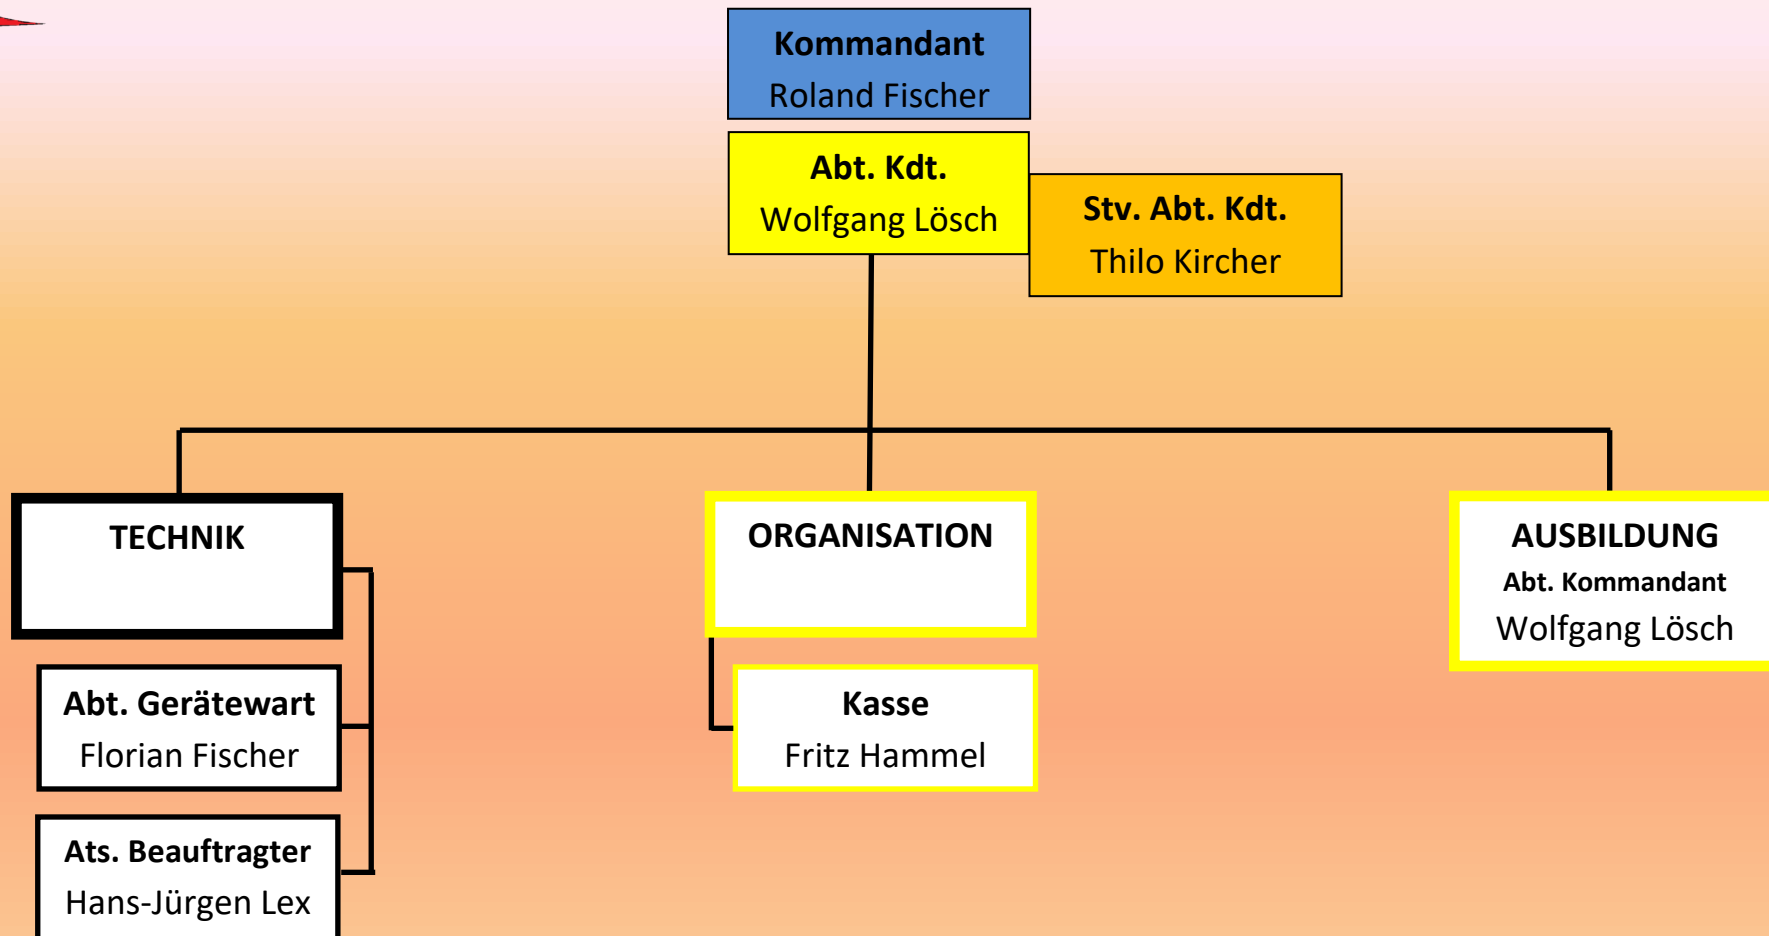 Kommandant
Roland Fischer
Abt. Kdt.
Wolfgang Lösch
Stv. Abt. Kdt.
Thilo Kircher
TECHNIK
ORGANISATION
AUSBILDUNG
Abt. Kommandant
Wolfgang Lösch
Abt. Gerätewart
Florian Fischer
Kasse
Fritz Hammel
Ats. Beauftragter
Hans-Jürgen Lex